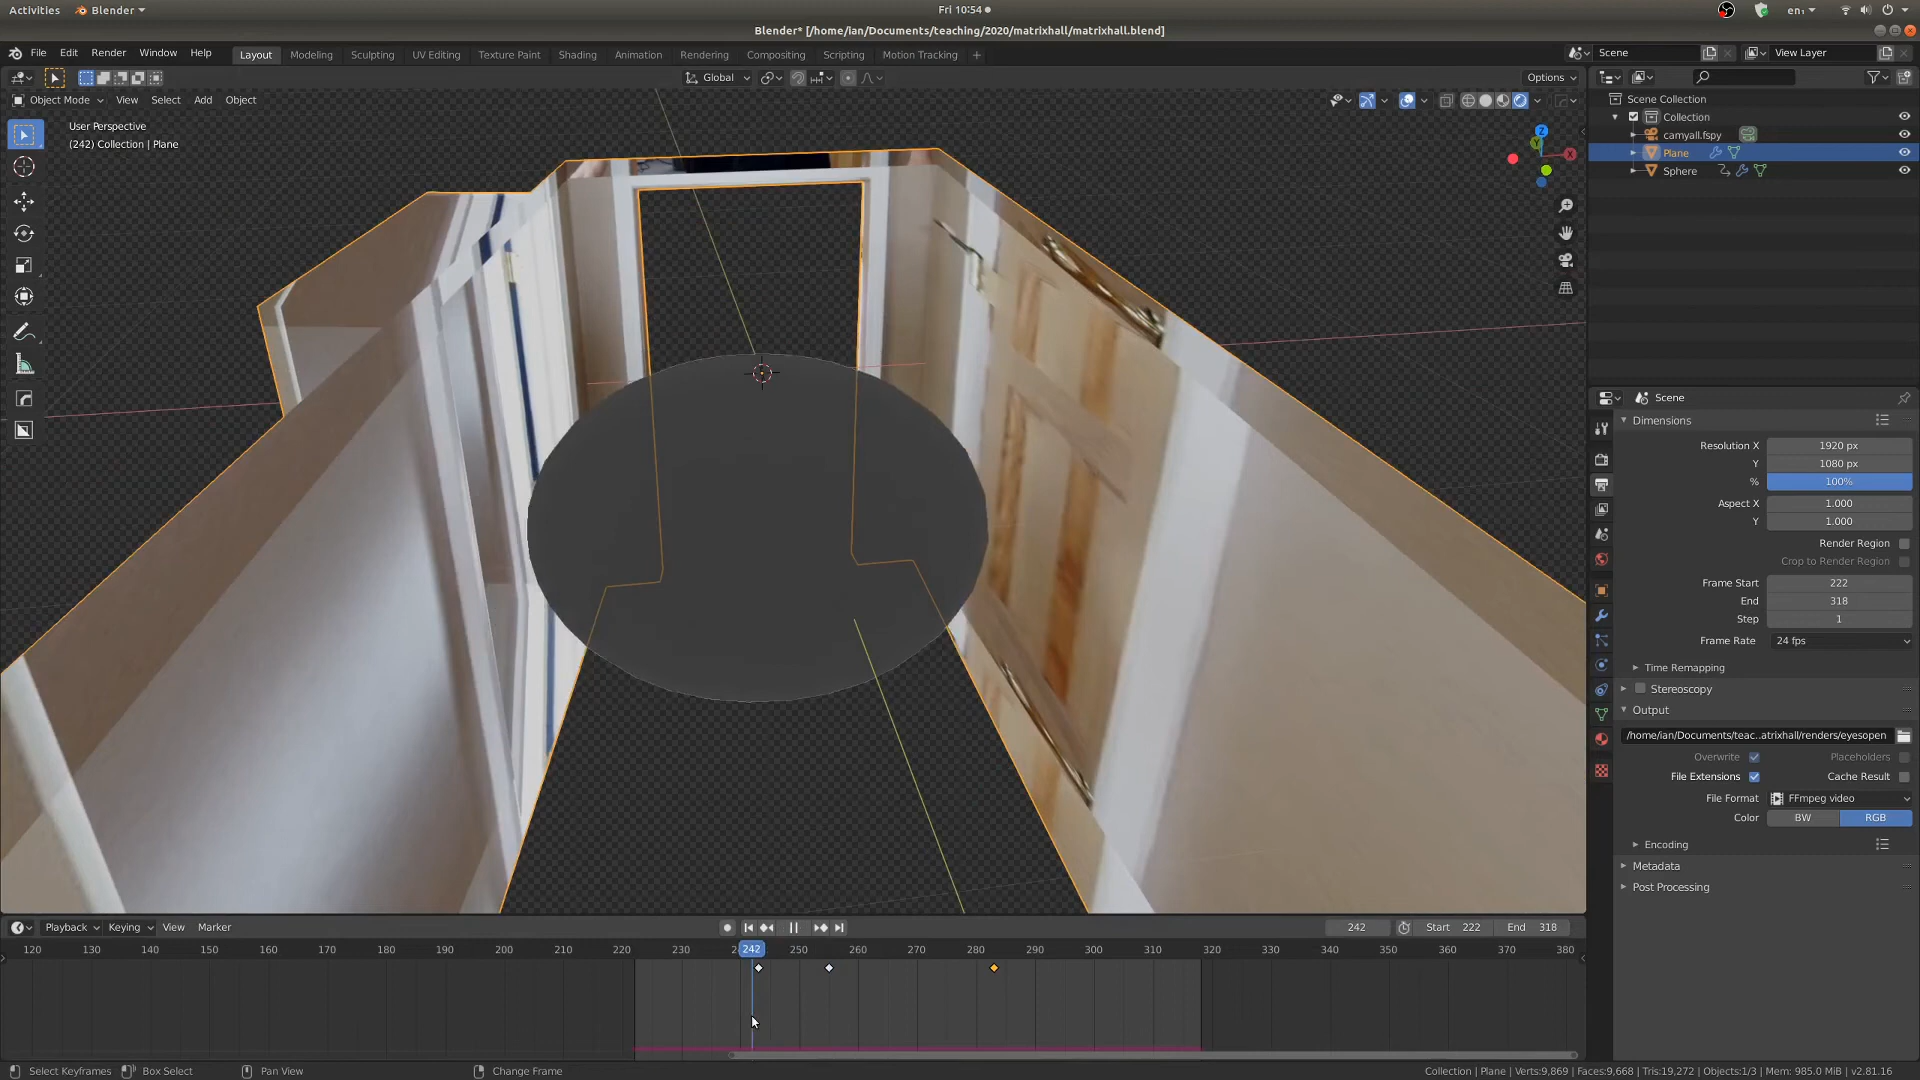 Activities Blender Fri 10:54 en₁
Blender* [/home/ian/Documents/teaching/2020/matrixhall/matrixhall.blend]
File Edit Render Window Help Layout Modeling Sculpting UV Editing Texture Paint Shading Animation Rendering Compositing Scripting Motion Tracking + Scene View Layer
Global Options
Object Mode View Select Add Object
User Perspective
(242) Collection | Plane
Z
Y
X
Scene Collection
Collection
camyall.fspy
Plane
Sphere
Scene
Dimensions
Resolution X 1920 px
Y 1080 px
% 100%
Aspect X 1.000
Y 1.000
Render Region
Crop to Render Region
Frame Start 222
End 318
Step 1
Frame Rate 24 fps
Time Remapping
Stereoscopy
Output
/home/ian/Documents/teac..atrixhall/renders/eyesopen
Overwrite Placeholders
File Extensions Cache Result
File Format FFmpeg video
Color BW RGB
Encoding
Metadata
Post Processing
Playback Keying View Marker 242 Start 222 End 318
120 130 140 150 160 170 180 190 200 210 220 230 242 250 260 270 280 290 300 310 320 330 340 350 360 370 380
Select Keyframes Box Select Pan View Change Frame Collection | Plane | Verts:9,869 | Faces:9,668 | Tris:19,272 | Objects:1/3 | Mem: 985.0 MiB | v2.81.16